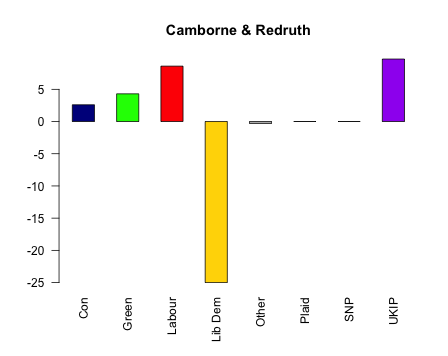 Camborne & Redruth
5
0
-5
-10
-15
-20
-25
Con
Green
Labour
Lib Dem
Other
Plaid
SNP
UKIP